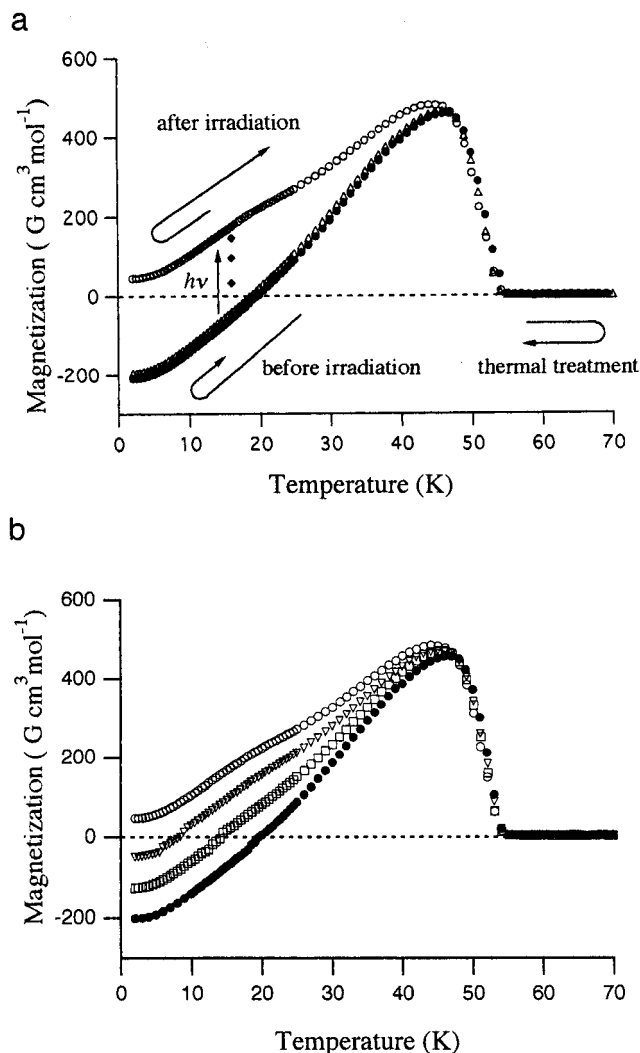 a
600
400
200
0
-200
Magnetization ( G cm³ mol⁻¹)
after irradiation
hν
before irradiation
thermal treatment
0 10 20 30 40 50 60 70
Temperature (K)
b
600
400
200
0
-200
Magnetization ( G cm³ mol⁻¹)
0 10 20 30 40 50 60 70
Temperature (K)